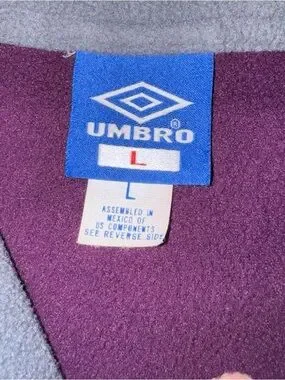 UMBRO®
L
L
ASSEMBLED IN
MEXICO OF
US COMPONENTS
SEE REVERSE SIDE